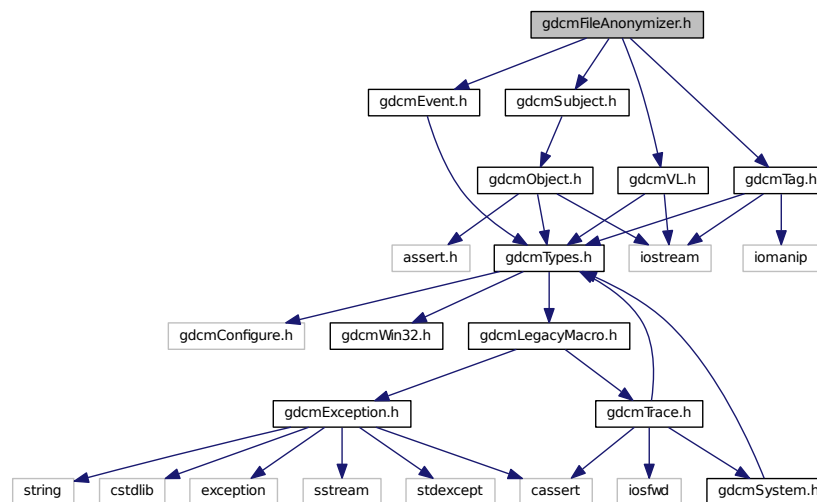 gdcmFileAnonymizer.h
gdcmEvent.h
gdcmSubject.h
gdcmObject.h
gdcmVL.h
gdcmTag.h
assert.h
gdcmTypes.h
iostream
iomanip
gdcmConfigure.h
gdcmWin32.h
gdcmLegacyMacro.h
gdcmException.h
gdcmTrace.h
string
cstdlib
exception
sstream
stdexcept
cassert
iosfwd
gdcmSystem.h